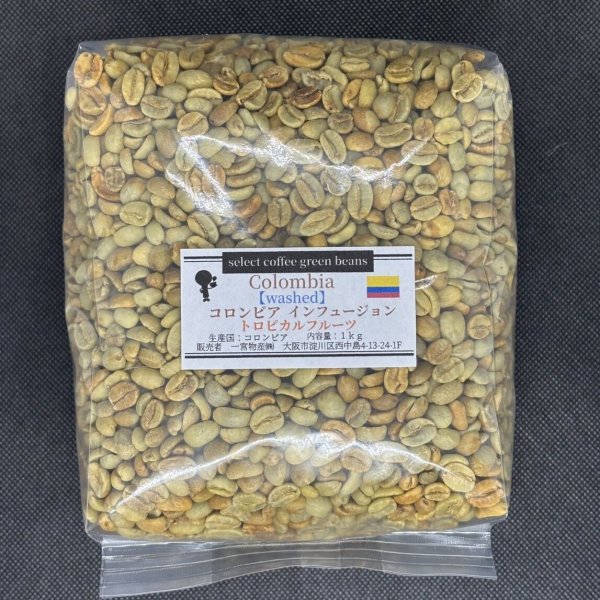 select coffee green beans
Colombia
【washed】
コロンビア インフュージョン
トロピカルフルーツ
生産国：コロンビア　内容量：1kg
販売者　一宮物産㈱　大阪市淀川区西中島4-13-24-1F